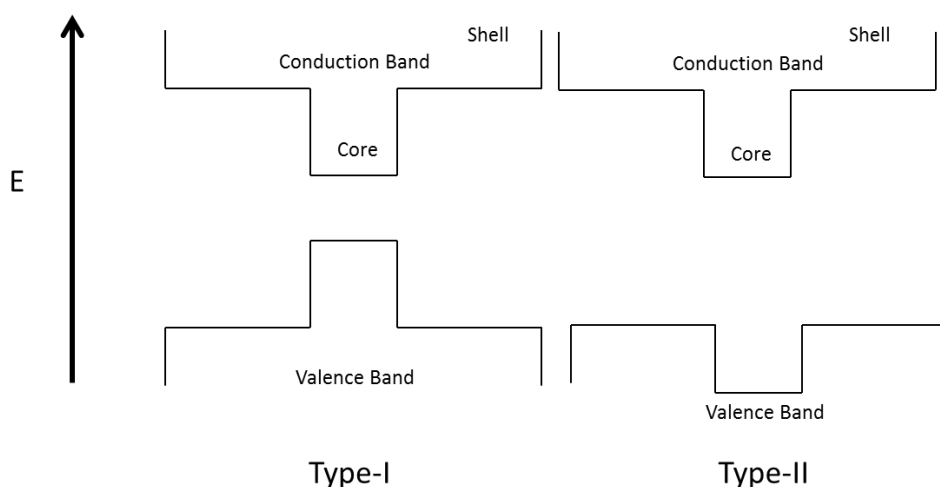 Shell
Shell
Conduction Band
Conduction Band
Core
Core
E
Valence Band
Valence Band
Type-I
Type-II